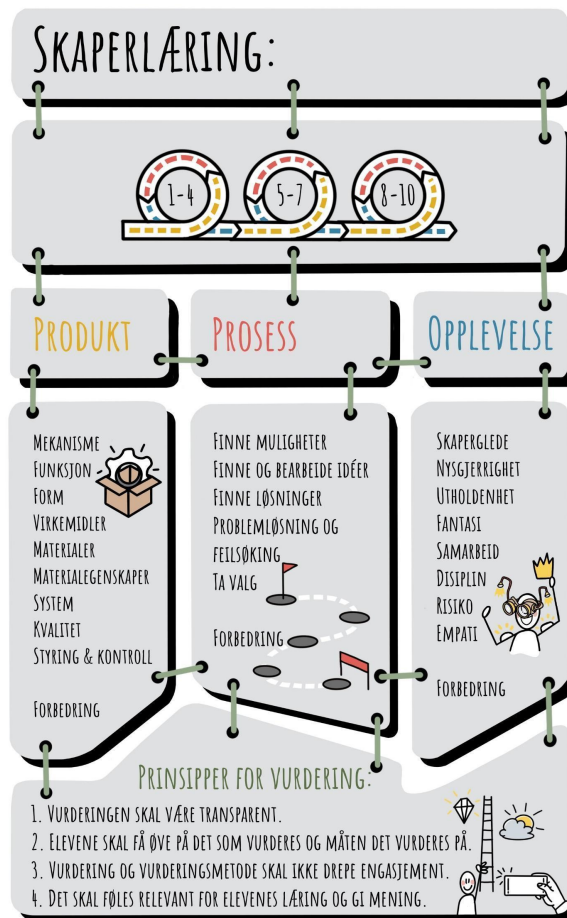 SKAPERLÆRING:
1-4
5-7
8-10
PRODUKT
PROSESS
OPPLEVELSE
MEKANISME
FUNKSJON
FORM
VIRKEMIDLER
MATERIALER
MATERIALEGENSKAPER
SYSTEM
KVALITET
STYRING & KONTROLL
FORBEDRING
FINNE MULIGHETER
FINNE OG BEARBEIDE IDÉER
FINNE LØSNINGER
PROBLEMLØSNING OG
FEILSØKING
TA VALG
FORBEDRING
SKAPERGLEDE
NYSGJERRIGHET
UTHOLDENHET
FANTASI
SAMARBEID
DISIPLIN
RISIKO
EMPATI
FORBEDRING
PRINSIPPER FOR VURDERING:
1. VURDERINGEN SKAL VÆRE TRANSPARENT.
2. ELEVENE SKAL FÅ ØVE PÅ DET SOM VURDERES OG MÅTEN DET VURDERES PÅ.
3. VURDERING OG VURDERINGSMETODE SKAL IKKE DREPE ENGASJEMENT.
4. DET SKAL FØLES RELEVANT FOR ELEVENES LÆRING OG GI MENING.